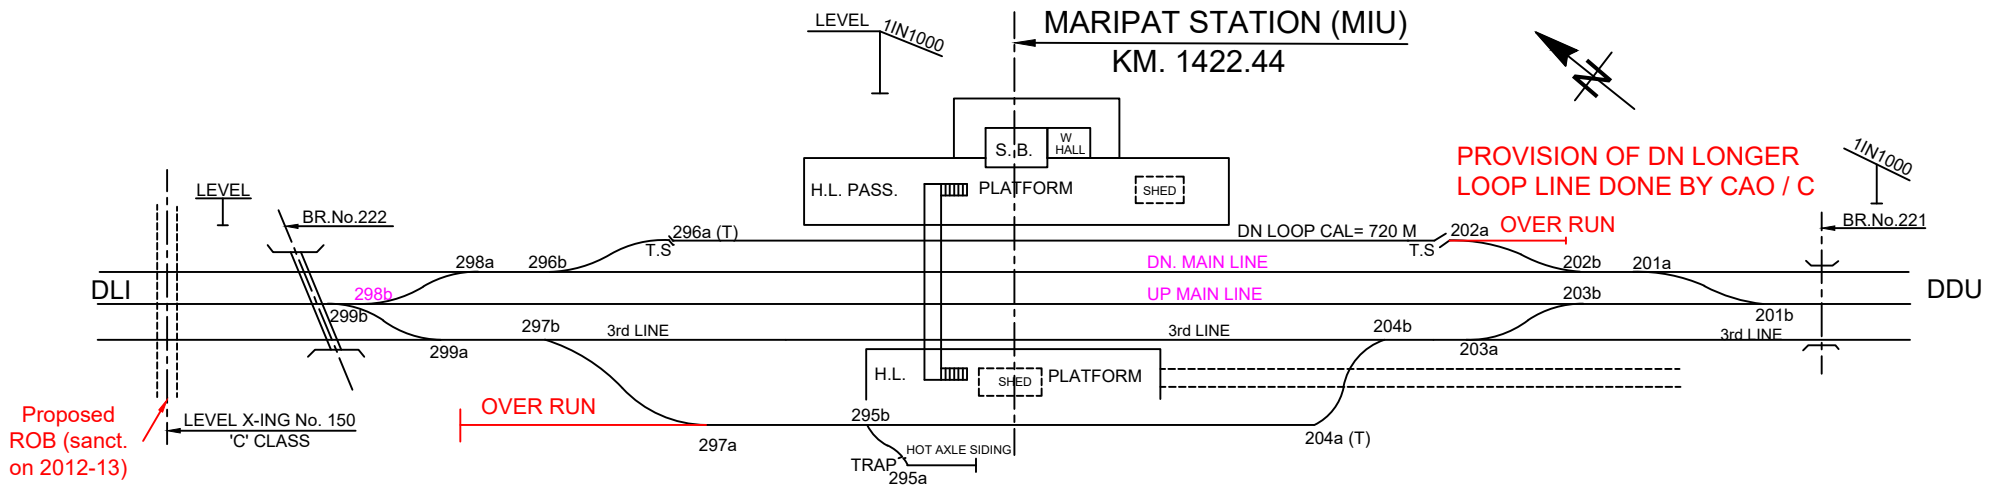 LEVEL
1IN1000
MARIPAT STATION (MIU)
KM. 1422.44
N
S. B.
W
HALL
PROVISION OF DN LONGER
LOOP LINE DONE BY CAO / C
1IN1000
LEVEL
H.L. PASS.
PLATFORM
SHED
BR.No.222
BR.No.221
296a (T)
T.S
DN LOOP CAL= 720 M
T.S
202a
OVER RUN
298a
296b
DN. MAIN LINE
202b
201a
DLI
298b
UP MAIN LINE
203b
DDU
299b
201b
297b
3rd LINE
3rd LINE
204b
3rd LINE
299a
203a
H.L.
SHED
PLATFORM
Proposed
ROB (sanct.
on 2012-13)
LEVEL X-ING No. 150
'C' CLASS
OVER RUN
297a
295b
204a (T)
HOT AXLE SIDING
TRAP
295a